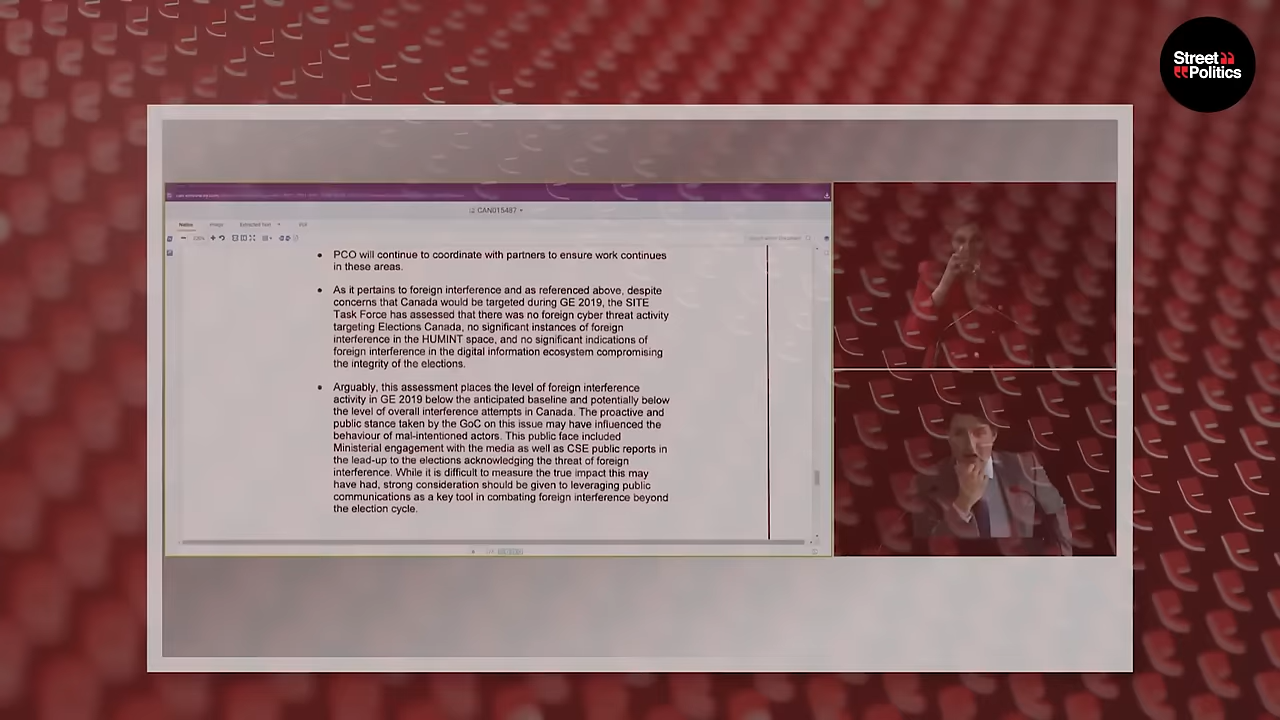 Street
Politics
CAN015487
Native
Image
Extracted Text
PDF
PCO will continue to coordinate with partners to ensure work continues
in these areas.
As it pertains to foreign interference and as referenced above, despite
concerns that Canada would be targeted during GE 2019, the SITE
Task Force has assessed that there was no foreign cyber threat activity
targeting Elections Canada, no significant instances of foreign
interference in the HUMINT space, and no significant indications of
foreign interference in the digital information ecosystem compromising
the integrity of the elections.
Arguably, this assessment places the level of foreign interference
activity in GE 2019 below the anticipated baseline and potentially below
the level of overall interference attempts in Canada. The proactive and
public stance taken by the GoC on this issue may have influenced the
behaviour of mal-intentioned actors. This public face included
Ministerial engagement with the media as well as CSE public reports in
the lead-up to the elections acknowledging the threat of foreign
interference. While it is difficult to measure the true impact this may
have had, strong consideration should be given to leveraging public
communications as a key tool in combating foreign interference beyond
the election cycle.